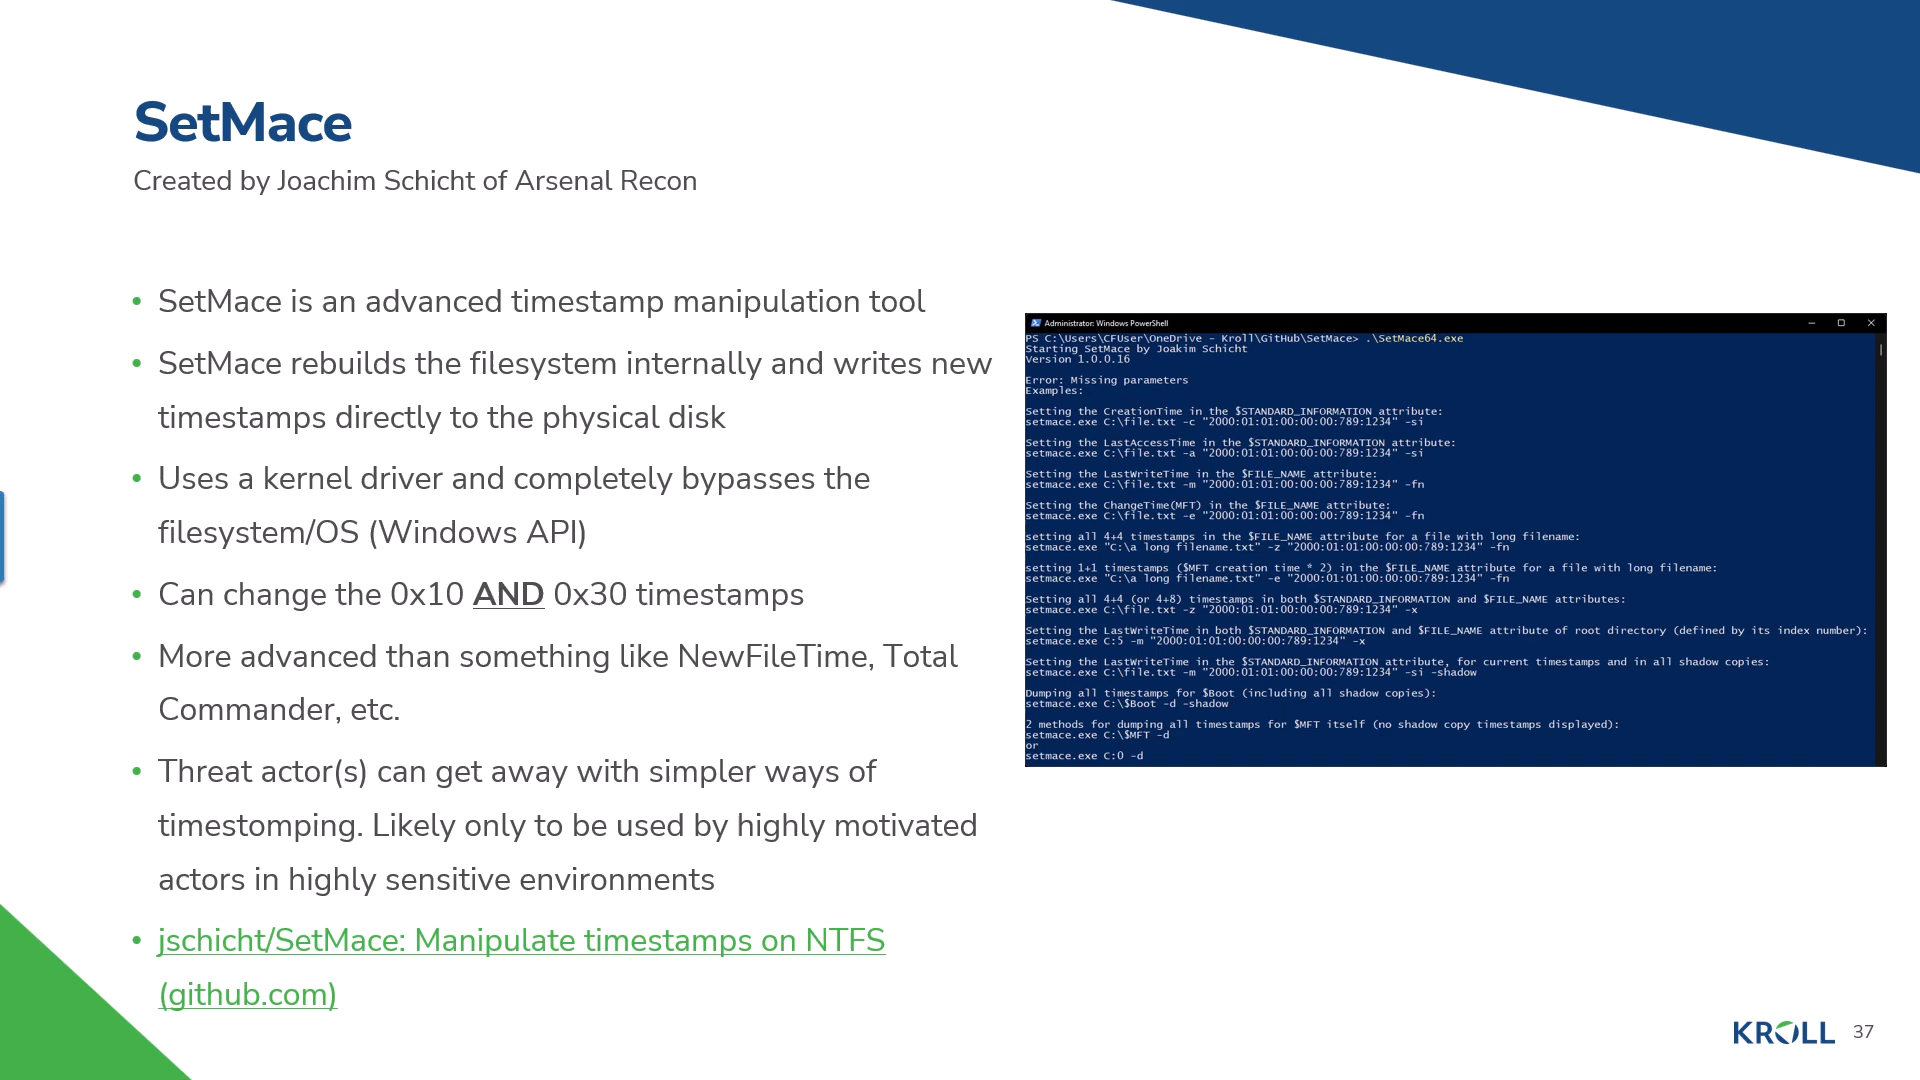 SetMace
Created by Joachim Schicht of Arsenal Recon
• SetMace is an advanced timestamp manipulation tool
• SetMace rebuilds the filesystem internally and writes new
timestamps directly to the physical disk
• Uses a kernel driver and completely bypasses the
filesystem/OS (Windows API)
• Can change the 0x10 AND 0x30 timestamps
• More advanced than something like NewFileTime, Total
Commander, etc.
• Threat actor(s) can get away with simpler ways of
timestomping. Likely only to be used by highly motivated
actors in highly sensitive environments
• jschicht/SetMace: Manipulate timestamps on NTFS
(github.com)
Administrator: Windows PowerShell
PS C:\Users\CFUser\OneDrive - Kroll\GitHub\SetMace> .\SetMace64.exe
Starting SetMace by Joakim Schicht
Version 1.0.0.16
Error: Missing parameters
Examples:
Setting the CreationTime in the $STANDARD_INFORMATION attribute:
setmace.exe C:\file.txt -c "2000:01:01:00:00:00:789:1234" -si
Setting the LastAccessTime in the $STANDARD_INFORMATION attribute:
setmace.exe C:\file.txt -a "2000:01:01:00:00:00:789:1234" -si
Setting the LastWriteTime in the $FILE_NAME attribute:
setmace.exe C:\file.txt -m "2000:01:01:00:00:00:789:1234" -fn
Setting the ChangeTime(MFT) in the $FILE_NAME attribute:
setmace.exe C:\file.txt -e "2000:01:01:00:00:00:789:1234" -fn
setting all 4+4 timestamps in the $FILE_NAME attribute for a file with long filename:
setmace.exe "C:\a long filename.txt" -z "2000:01:01:00:00:00:789:1234" -fn
setting 1+1 timestamps ($MFT creation time * 2) in the $FILE_NAME attribute for a file with long filename:
setmace.exe "C:\a long filename.txt" -e "2000:01:01:00:00:00:789:1234" -fn
Setting all 4+4 (or 4+8) timestamps in both $STANDARD_INFORMATION and $FILE_NAME attributes:
setmace.exe C:\file.txt -z "2000:01:01:00:00:00:789:1234" -x
Setting the LastWriteTime in both $STANDARD_INFORMATION and $FILE_NAME attribute of root directory (defined by its index number):
setmace.exe C:5 -m "2000:01:01:00:00:00:789:1234" -x
Setting the LastWriteTime in the $STANDARD_INFORMATION attribute, for current timestamps and in all shadow copies:
setmace.exe C:\file.txt -m "2000:01:01:00:00:00:789:1234" -si -shadow
Dumping all timestamps for $Boot (including all shadow copies):
setmace.exe C:\$Boot -d -shadow
2 methods for dumping all timestamps for $MFT itself (no shadow copy timestamps displayed):
setmace.exe C:\$MFT -d
or
setmace.exe C:0 -d
KROLL 37